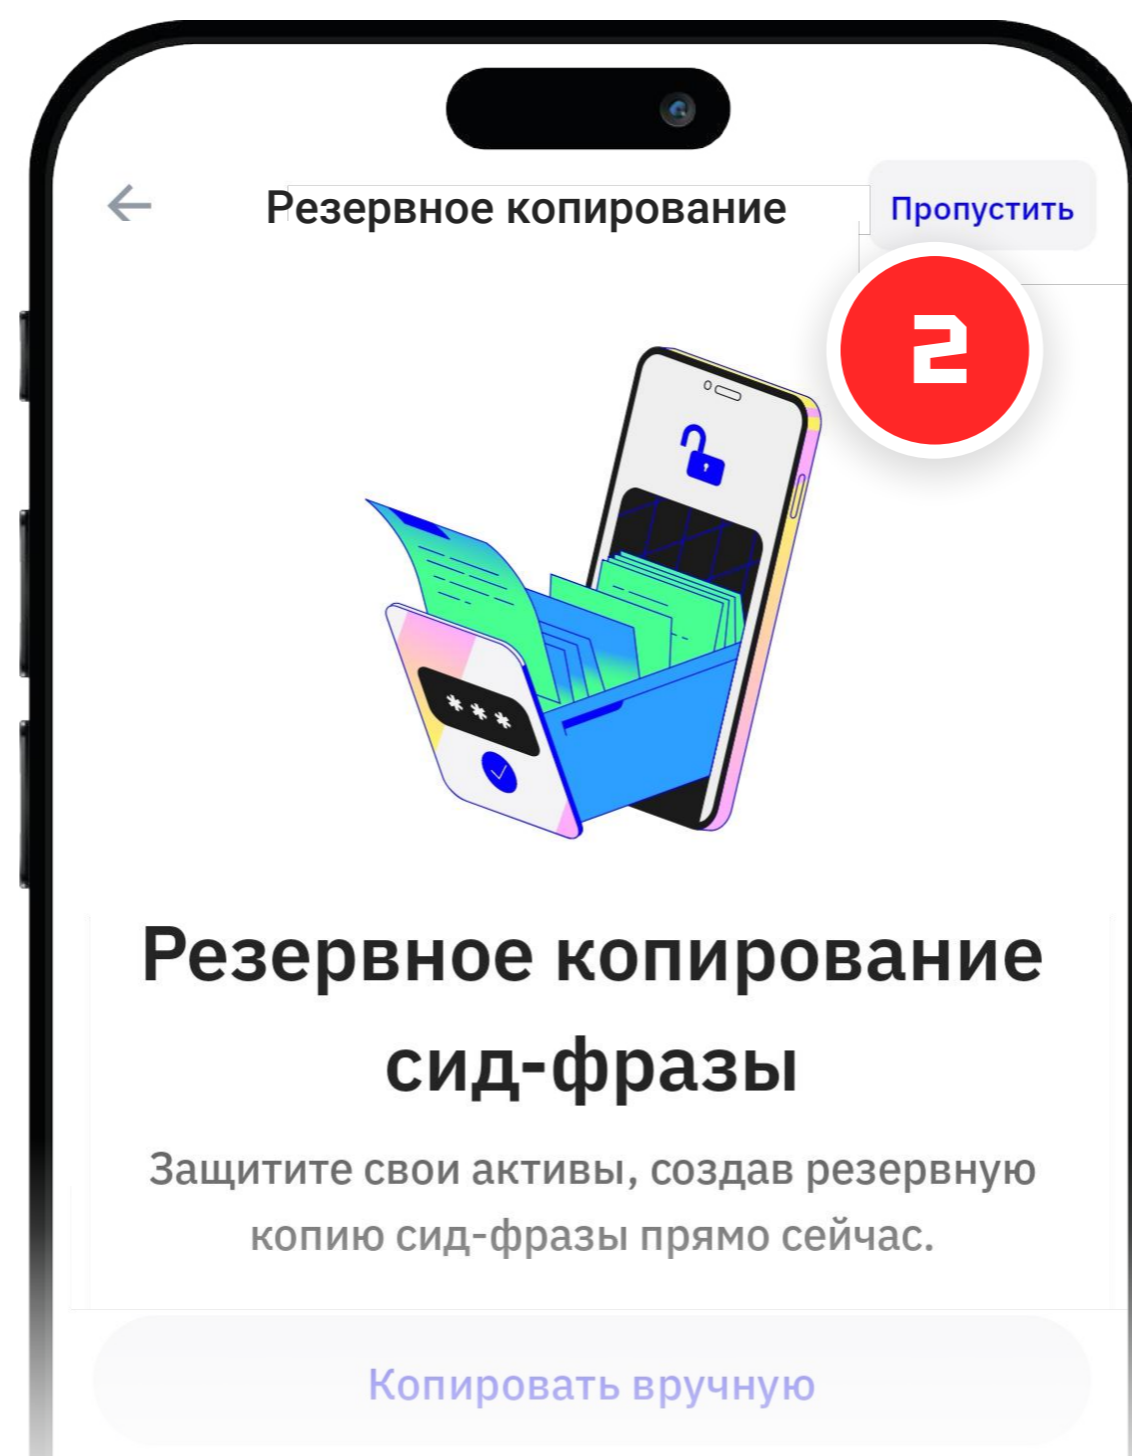 Резервное копирование
Пропустить
2
***
Резервное копирование
сид-фразы
Защитите свои активы, создав резервную
копию сид-фразы прямо сейчас.
Копировать вручную